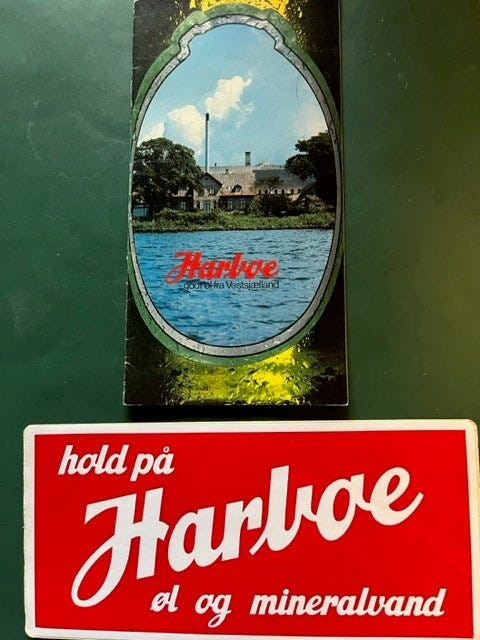 Harboe
godt øl fra Vestsjælland
hold på
Harboe
øl og mineralvand